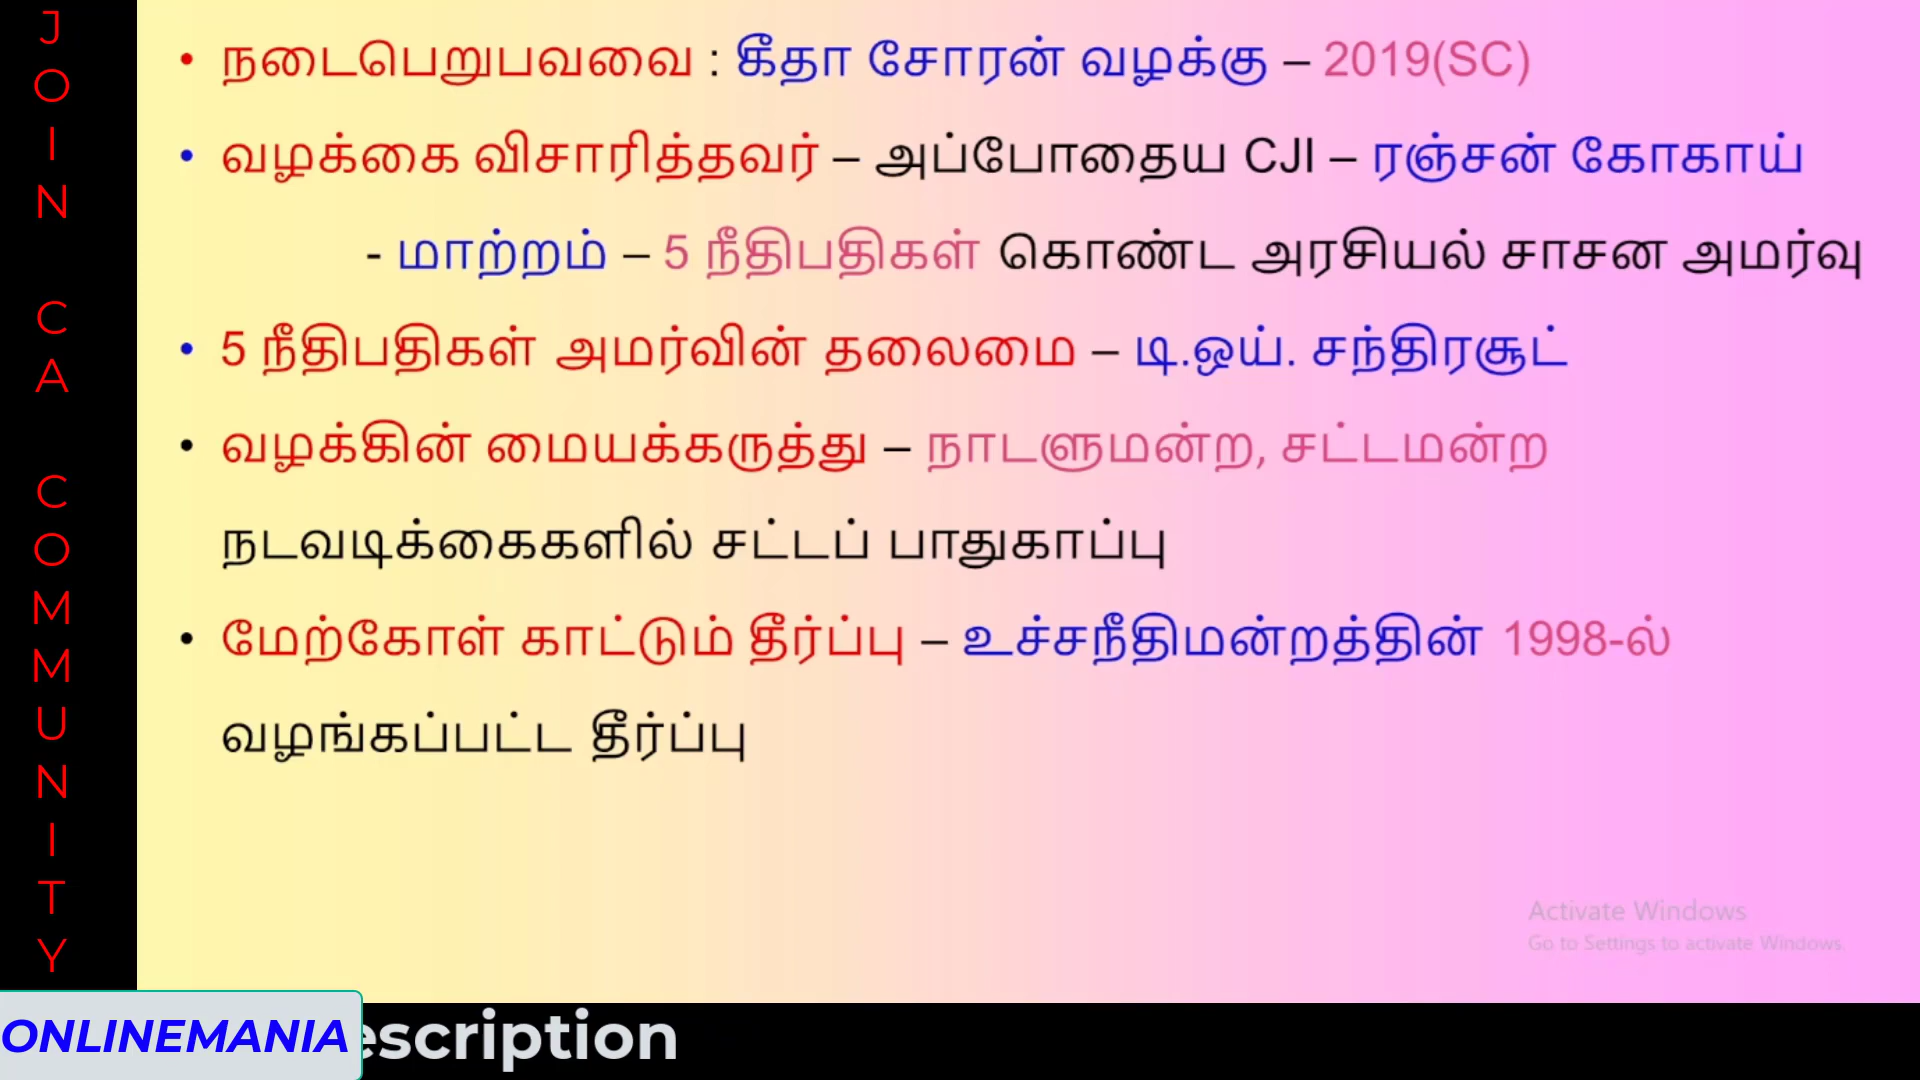 JOIN CA COMMUNITY
• நடைபெறுபவவை : கீதா சோரன் வழக்கு – 2019(SC)
• வழக்கை விசாரித்தவர் – அப்போதைய CJI – ரஞ்சன் கோகாய்
- மாற்றம் – 5 நீதிபதிகள் கொண்ட அரசியல் சாசன அமர்வு
• 5 நீதிபதிகள் அமர்வின் தலைமை – டி.ஒய். சந்திரசூட்
• வழக்கின் மையக்கருத்து – நாடளுமன்ற, சட்டமன்ற
நடவடிக்கைகளில் சட்டப் பாதுகாப்பு
• மேற்கோள் காட்டும் தீர்ப்பு – உச்சநீதிமன்றத்தின் 1998-ல்
வழங்கப்பட்ட தீர்ப்பு
Activate Windows
Go to Settings to activate Windows.
ONLINEMANIA escription